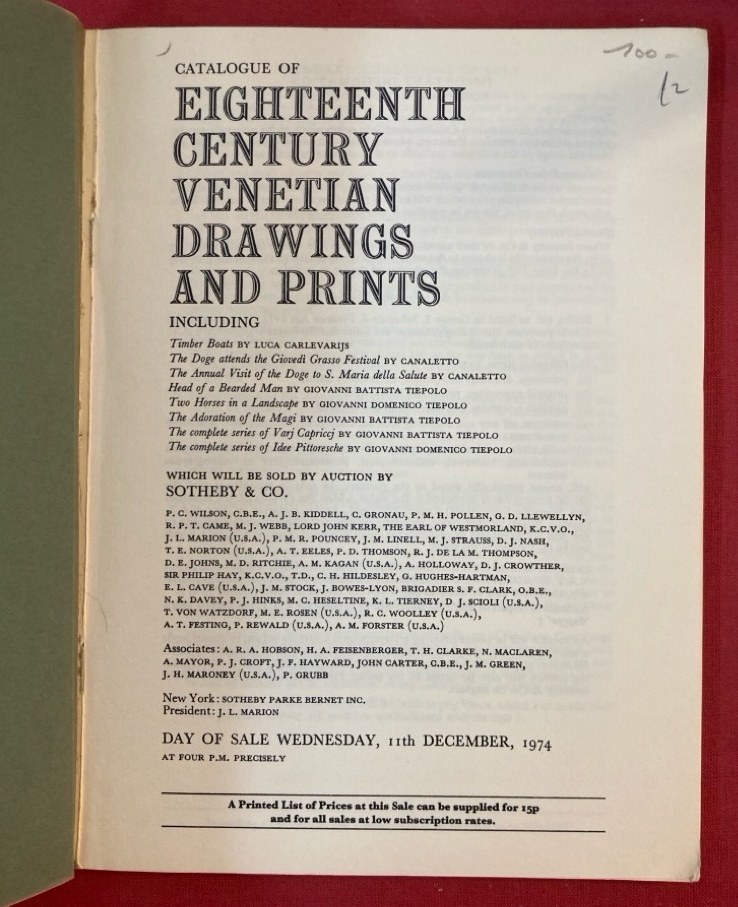 100-
/2
CATALOGUE OF
EIGHTEENTH
CENTURY
VENETIAN
DRAWINGS
AND PRINTS
INCLUDING
Timber Boats BY LUCA CARLEVARIJS
The Doge attends the Giovedì Grasso Festival BY CANALETTO
The Annual Visit of the Doge to S. Maria della Salute BY CANALETTO
Head of a Bearded Man BY GIOVANNI BATTISTA TIEPOLO
Two Horses in a Landscape BY GIOVANNI DOMENICO TIEPOLO
The Adoration of the Magi BY GIOVANNI BATTISTA TIEPOLO
The complete series of Varj Capriccj BY GIOVANNI BATTISTA TIEPOLO
The complete series of Idee Pittoresche BY GIOVANNI DOMENICO TIEPOLO
WHICH WILL BE SOLD BY AUCTION BY
SOTHEBY & CO.
P. C. WILSON, C.B.E., A. J. B. KIDDELL, C. GRONAU, P. M. H. POLLEN, G. D. LLEWELLYN,
R. P. T. CAME, M. J. WEBB, LORD JOHN KERR, THE EARL OF WESTMORLAND, K.C.V.O.,
J. L. MARION (U.S.A.), P. M. R. POUNCEY, J. M. LINELL, M. J. STRAUSS, D. J. NASH,
T. E. NORTON (U.S.A.), A. T. EELES, P. D. THOMSON, R. J. DE LA M. THOMPSON,
D. E. JOHNS, M. D. RITCHIE, A. M. KAGAN (U.S.A.), A. HOLLOWAY, D. J. CROWTHER,
SIR PHILIP HAY, K.C.V.O., T.D., C. H. HILDESLEY, G. HUGHES-HARTMAN,
E. L. CAVE (U.S.A.), J. M. STOCK, J. BOWES-LYON, BRIGADIER S. F. CLARK, O.B.E.,
N. K. DAVEY, P. J. HINKS, M. C. HESELTINE, K. L. TIERNEY, D. J. SCIOLI (U.S.A.),
T. VON WATZDORF, M. E. ROSEN (U.S.A.), R. C. WOOLLEY (U.S.A.),
A. T. FESTING, P. REWALD (U.S.A.), A. M. FORSTER (U.S.A.)
Associates: A. R. A. HOBSON, H. A. FEISENBERGER, T. H. CLARKE, N. MACLAREN,
A. MAYOR, P. J. CROFT, J. F. HAYWARD, JOHN CARTER, C.B.E., J. M. GREEN,
J. H. MARONEY (U.S.A.), P. GRUBB
New York: SOTHEBY PARKE BERNET INC.
President: J. L. MARION
DAY OF SALE WEDNESDAY, 11th DECEMBER, 1974
AT FOUR P.M. PRECISELY
A Printed List of Prices at this Sale can be supplied for 15p
and for all sales at low subscription rates.